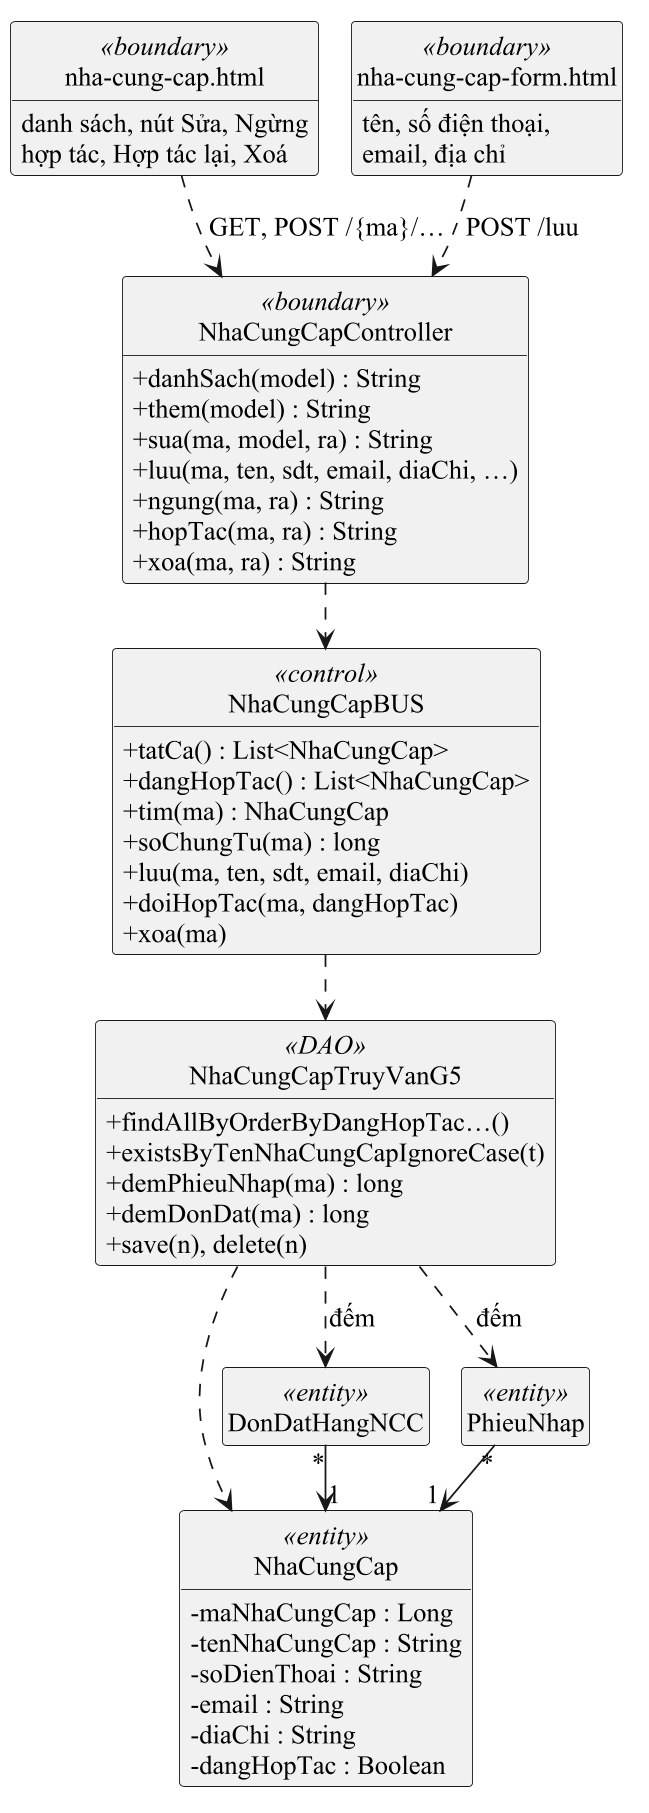 «boundary»
nha-cung-cap.html
danh sách, nút Sửa, Ngừng
hợp tác, Hợp tác lại, Xoá
«boundary»
nha-cung-cap-form.html
tên, số điện thoại,
email, địa chỉ
GET, POST /{ma}/…
POST /luu
«boundary»
NhaCungCapController
+danhSach(model) : String
+them(model) : String
+sua(ma, model, ra) : String
+luu(ma, ten, sdt, email, diaChi, …)
+ngung(ma, ra) : String
+hopTac(ma, ra) : String
+xoa(ma, ra) : String
«control»
NhaCungCapBUS
+tatCa() : List<NhaCungCap>
+dangHopTac() : List<NhaCungCap>
+tim(ma) : NhaCungCap
+soChungTu(ma) : long
+luu(ma, ten, sdt, email, diaChi)
+doiHopTac(ma, dangHopTac)
+xoa(ma)
«DAO»
NhaCungCapTruyVanG5
+findAllByOrderByDangHopTac…()
+existsByTenNhaCungCapIgnoreCase(t)
+demPhieuNhap(ma) : long
+demDonDat(ma) : long
+save(n), delete(n)
đếm
đếm
«entity»
DonDatHangNCC
«entity»
PhieuNhap
*
*
1
1
«entity»
NhaCungCap
-maNhaCungCap : Long
-tenNhaCungCap : String
-soDienThoai : String
-email : String
-diaChi : String
-dangHopTac : Boolean